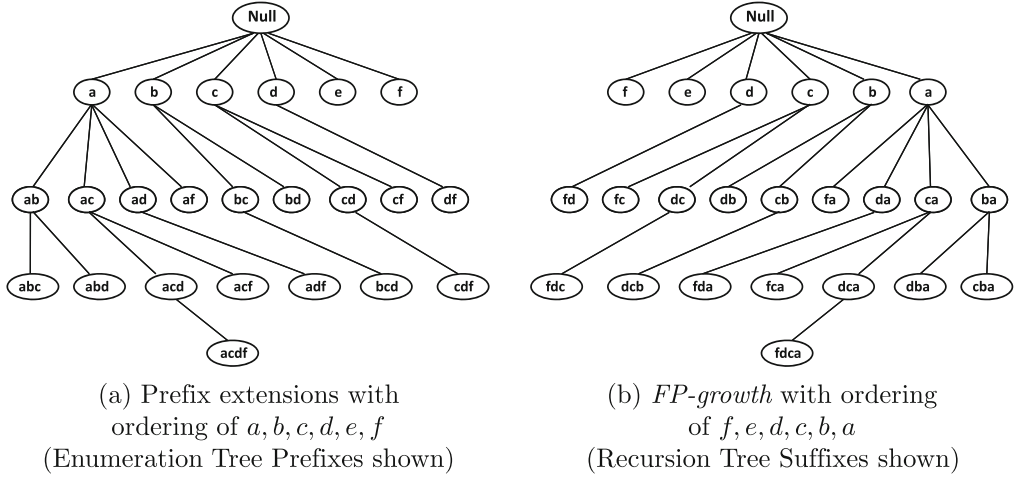 Null
a b c d e f
ab ac ad af bc bd cd cf df
abc abd acd acf adf bcd cdf
acdf
(a) Prefix extensions with
ordering of a, b, c, d, e, f
(Enumeration Tree Prefixes shown)
Null
f e d c b a
fd fc dc db cb fa da ca ba
fdc dcb fda fca dca dba cba
fdca
(b) FP-growth with ordering
of f, e, d, c, b, a
(Recursion Tree Suffixes shown)